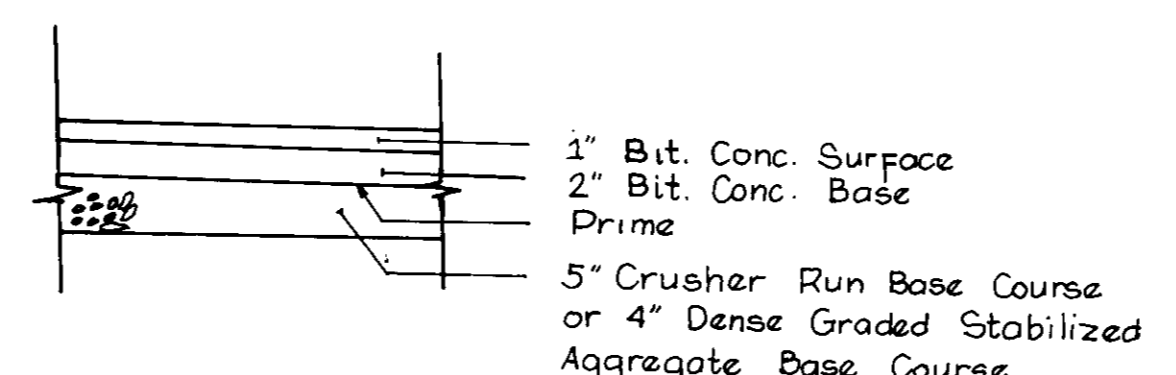 1" Bit. Conc. Surface
2" Bit. Conc. Base
Prime
5" Crusher Run Base Course
or 4" Dense Graded Stabilized
Aggregate Base Course